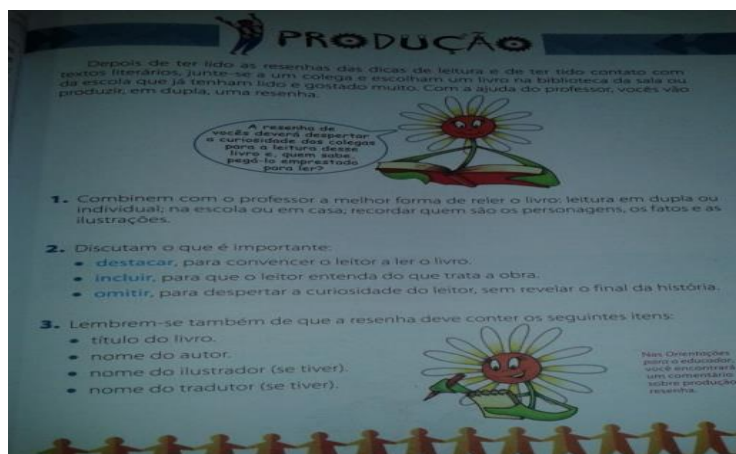 PRODUÇÃO
Depois de ter lido as resenhas das dicas de leitura e de ter tido contato com
textos literários, junte-se a um colega e escolham um livro na biblioteca da sala ou
da escola que já tenham lido e gostado muito. Com a ajuda do professor, vocês vão
produzir, em dupla, uma resenha.
A resenha de
vocês deverá despertar
a curiosidade dos colegas
para a leitura desse
livro e, quem sabe,
pegá-lo emprestado
para ler?
1. Combinem com o professor a melhor forma de reler o livro: leitura em dupla ou
individual; na escola ou em casa; recordar quem são os personagens, os fatos e as
ilustrações.
2. Discutam o que é importante:
• destacar, para convencer o leitor a ler o livro.
• incluir, para que o leitor entenda do que trata a obra.
• omitir, para despertar a curiosidade do leitor, sem revelar o final da história.
3. Lembrem-se também de que a resenha deve conter os seguintes itens:
• título do livro.
• nome do autor.
• nome do ilustrador (se tiver).
• nome do tradutor (se tiver).
Nas Orientações
para o educador,
você encontrará
um comentário
sobre produção
resenha.